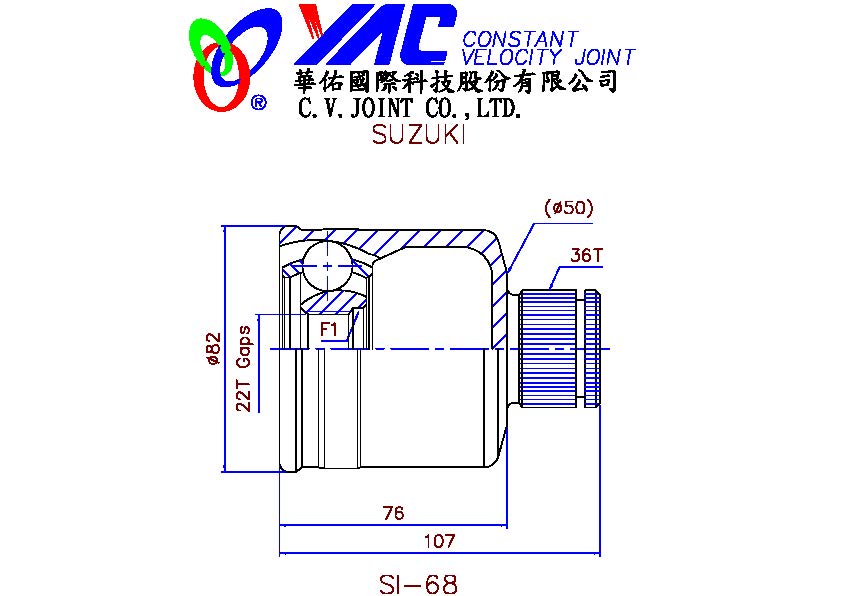 YAC CONSTANT
VELOCITY JOINT
®
華佑國際科技股份有限公司
C.V.JOINT CO.,LTD.
SUZUKI
(ø50)
36T
F1
ø82
22T Gaps
76
107
SI-68